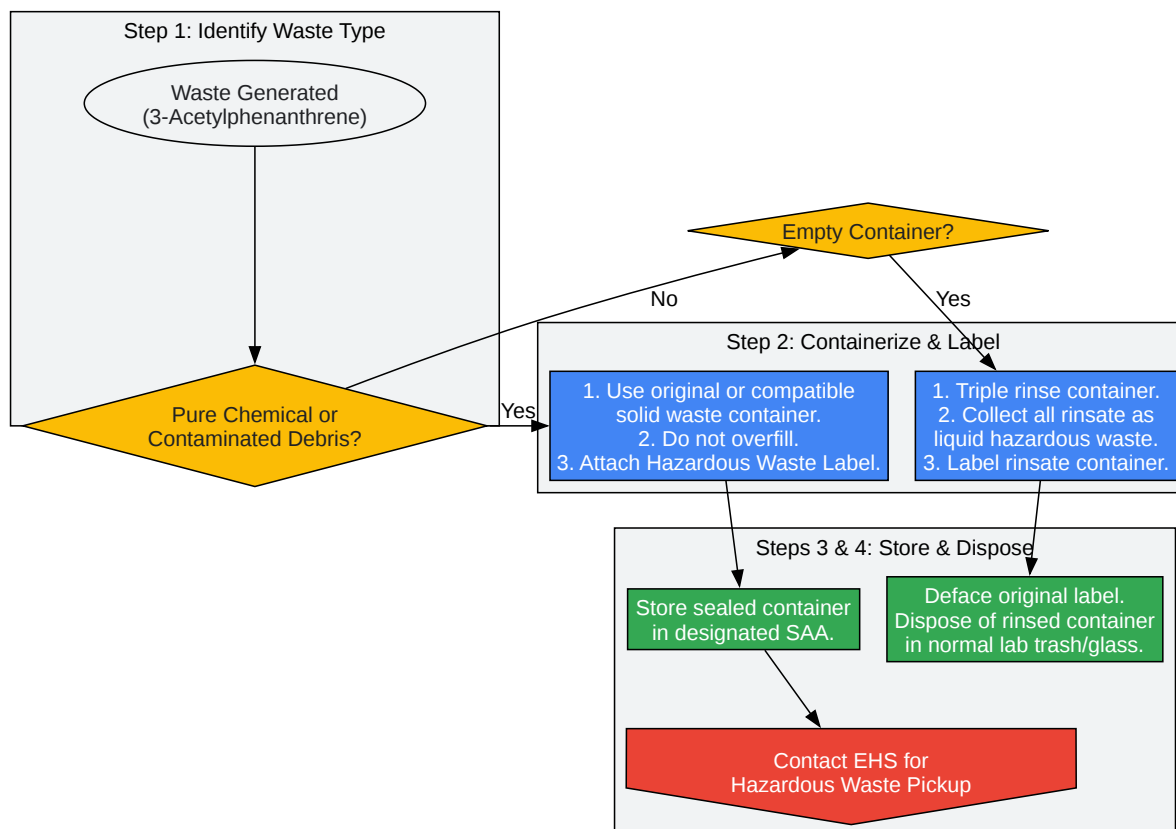 Step 1: Identify Waste Type
Waste Generated
(3-Acetylphenanthrene)
Pure Chemical or
Contaminated Debris?
No
Yes
Empty Container?
Yes
Step 2: Containerize & Label
1. Use original or compatible
solid waste container.
2. Do not overfill.
3. Attach Hazardous Waste Label.
1. Triple rinse container.
2. Collect all rinsate as
liquid hazardous waste.
3. Label rinsate container.
Steps 3 & 4: Store & Dispose
Store sealed container
in designated SAA.
Deface original label.
Dispose of rinsed container
in normal lab trash/glass.
Contact EHS for
Hazardous Waste Pickup